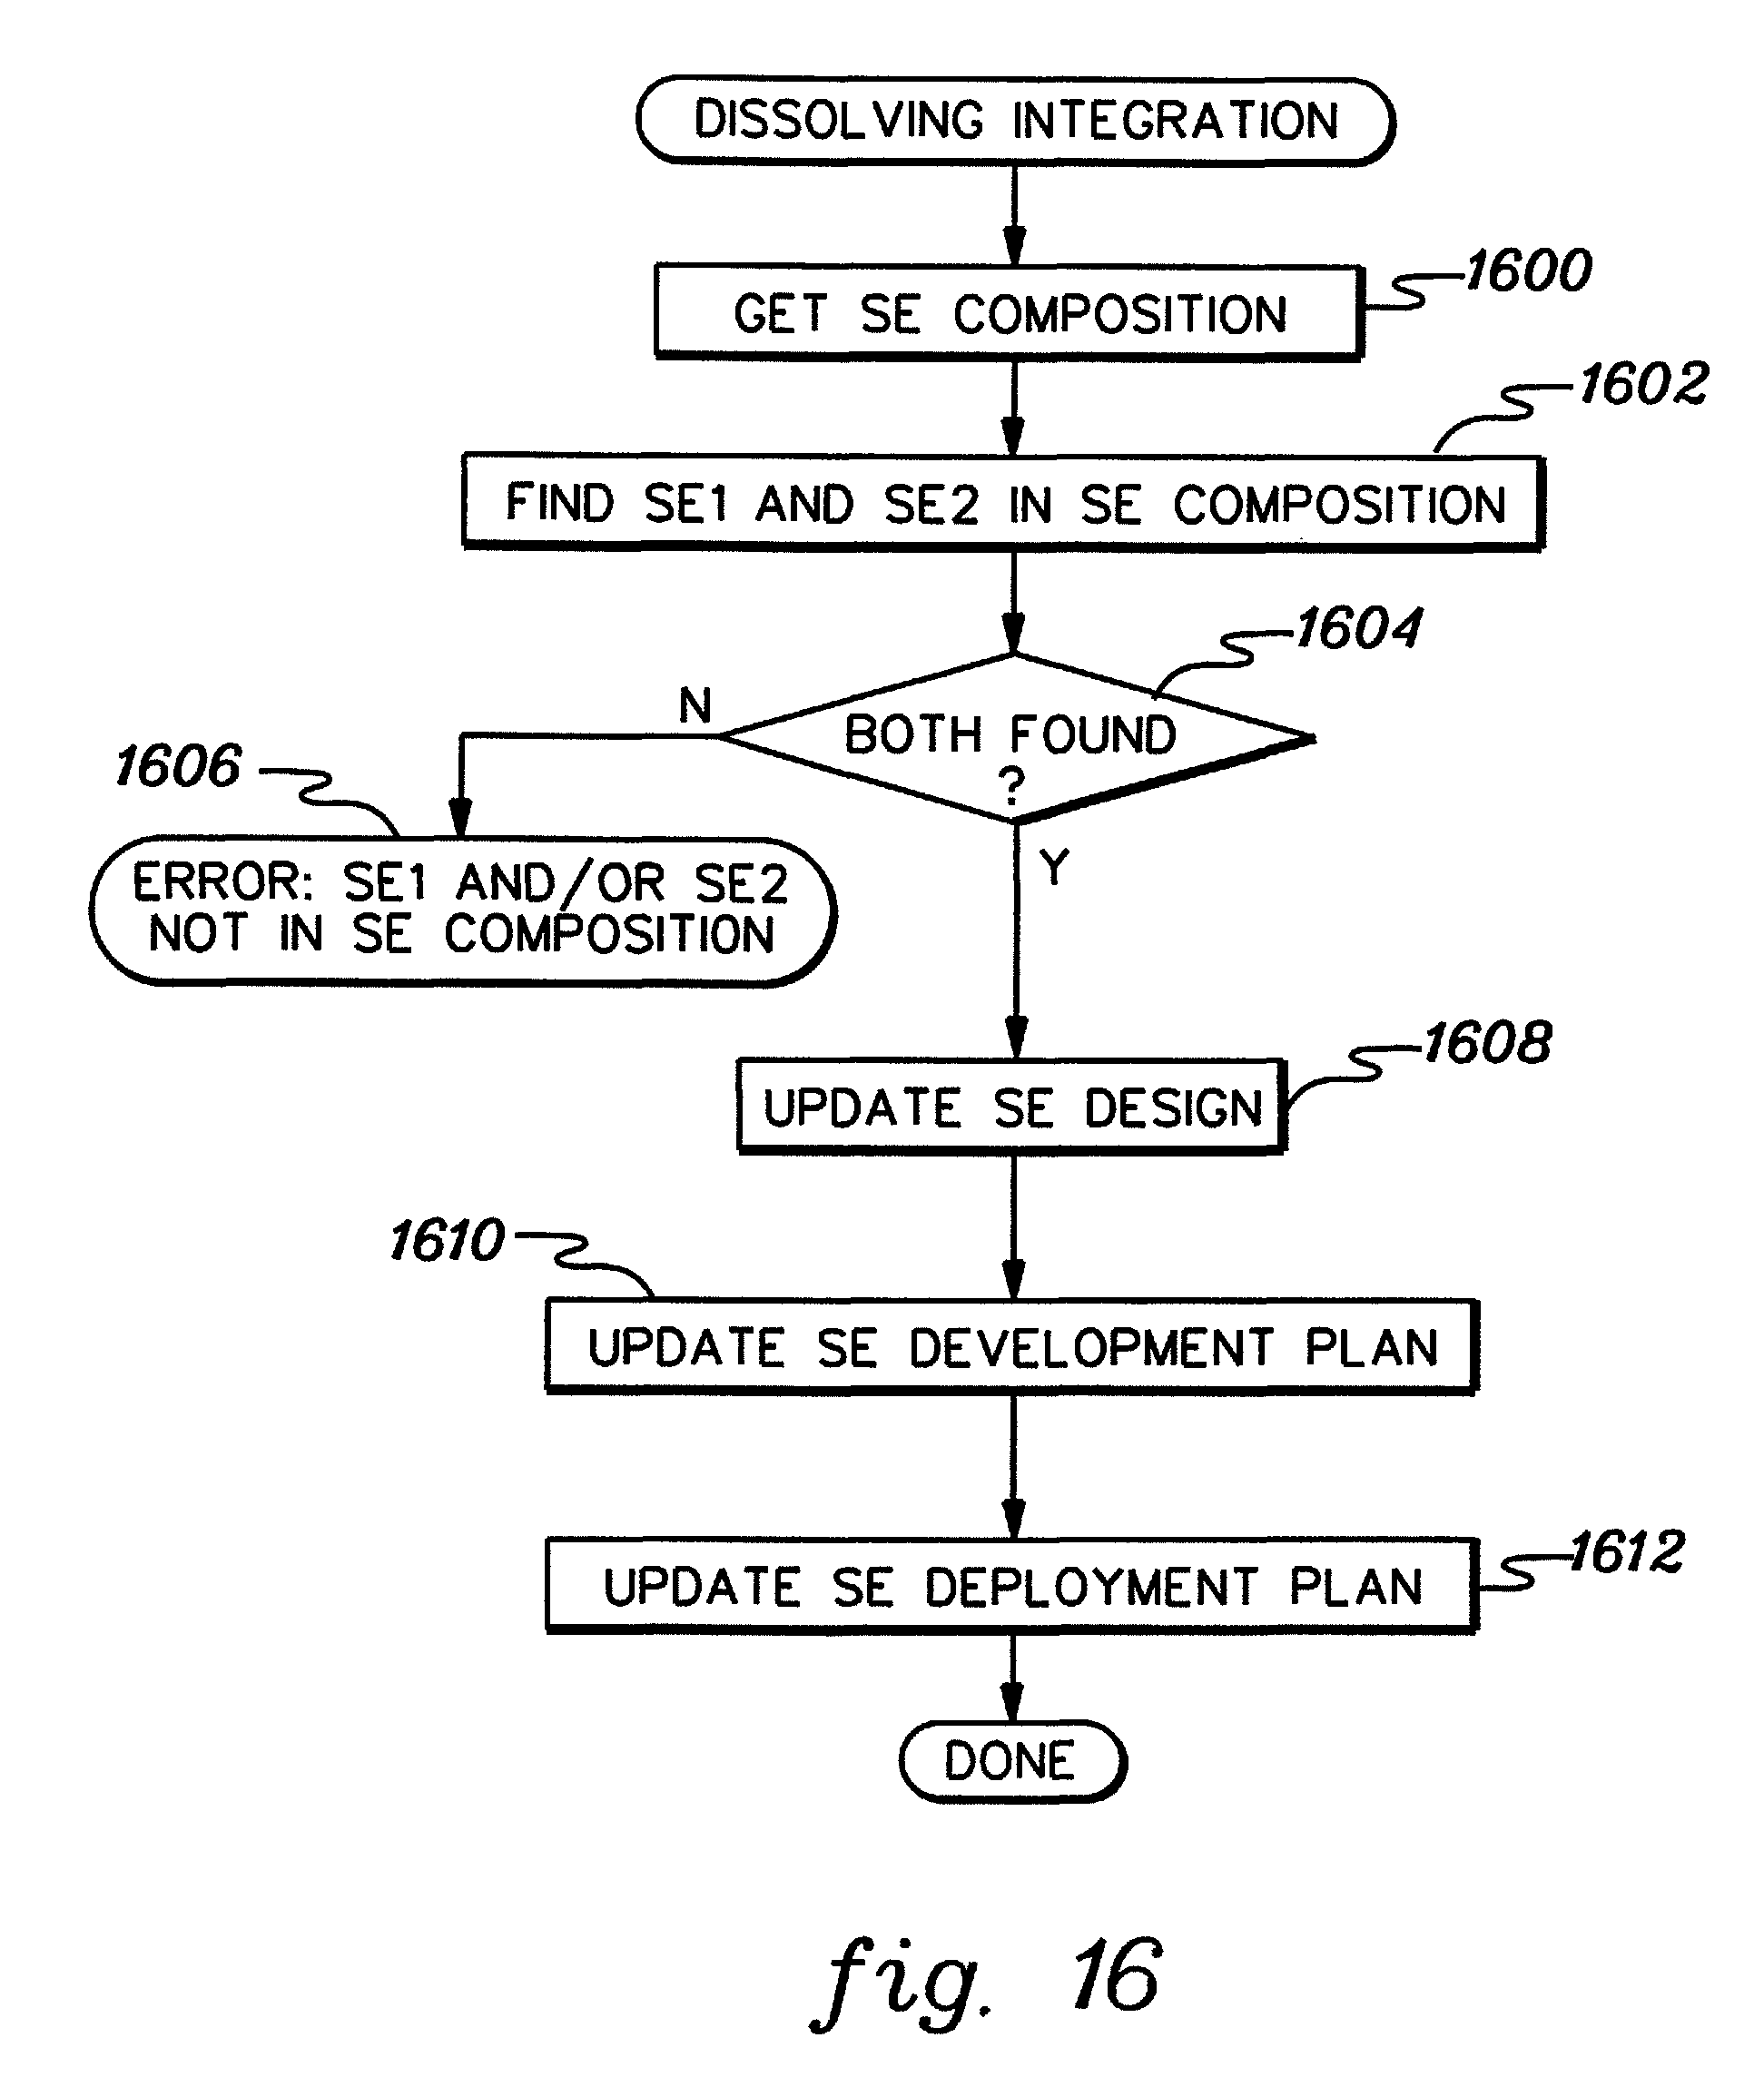 DISSOLVING INTEGRATION
1600
GET SE COMPOSITION
1602
FIND SE1 AND SE2 IN SE COMPOSITION
1604
N
BOTH FOUND
?
1606
Y
ERROR: SE1 AND/OR SE2
NOT IN SE COMPOSITION
1608
UPDATE SE DESIGN
1610
UPDATE SE DEVELOPMENT PLAN
1612
UPDATE SE DEPLOYMENT PLAN
DONE
fig. 16